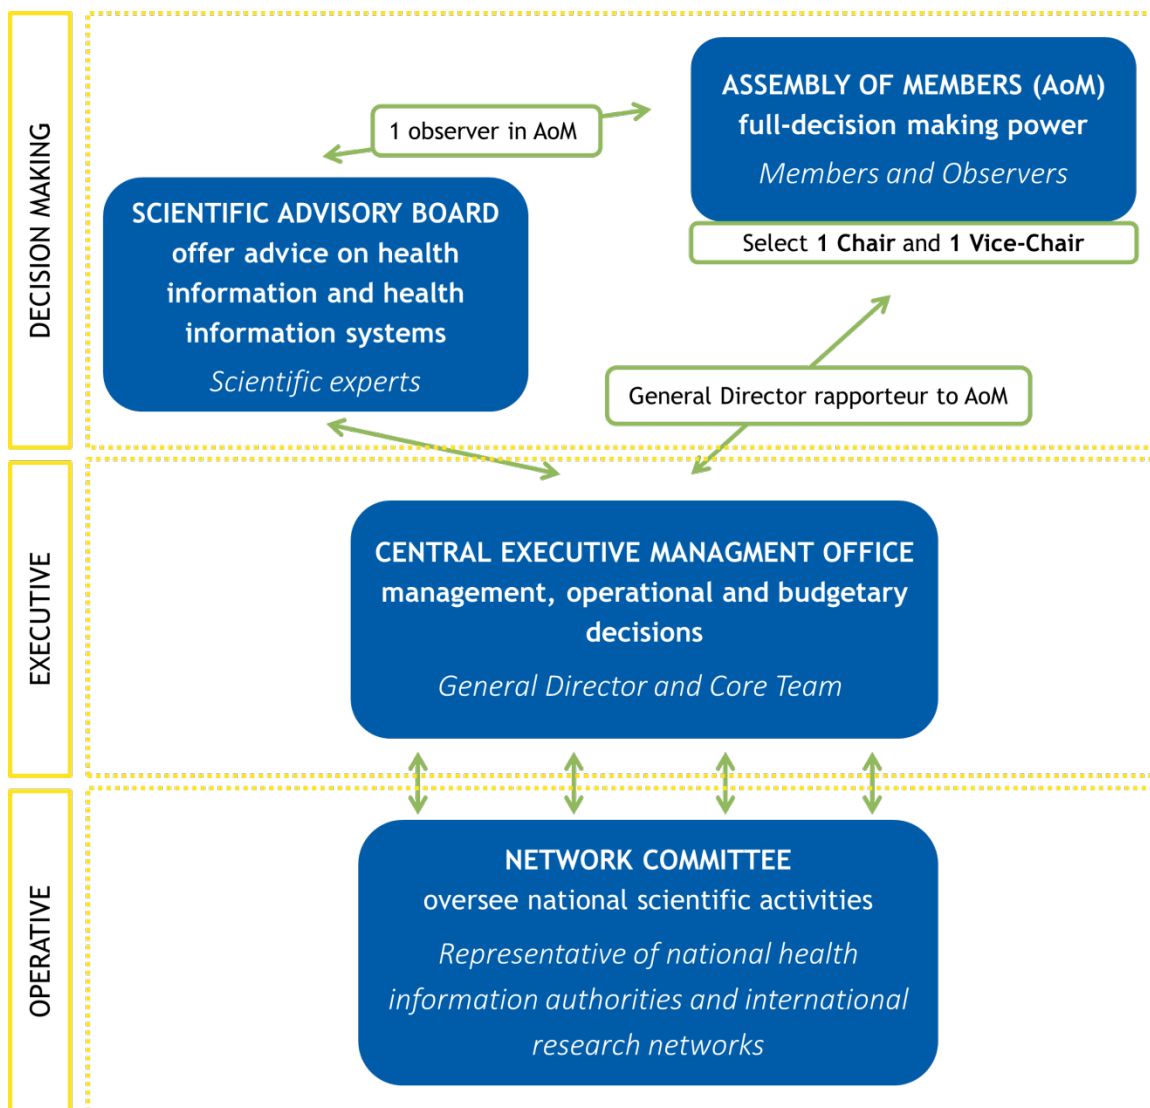 DECISION MAKING
ASSEMBLY OF MEMBERS (AoM)
full-decision making power
Members and Observers
Select 1 Chair and 1 Vice-Chair
1 observer in AoM
SCIENTIFIC ADVISORY BOARD
offer advice on health
information and health
information systems
Scientific experts
General Director rapporteur to AoM
EXECUTIVE
CENTRAL EXECUTIVE MANAGMENT OFFICE
management, operational and budgetary
decisions
General Director and Core Team
OPERATIVE
NETWORK COMMITTEE
oversee national scientific activities
Representative of national health
information authorities and international
research networks